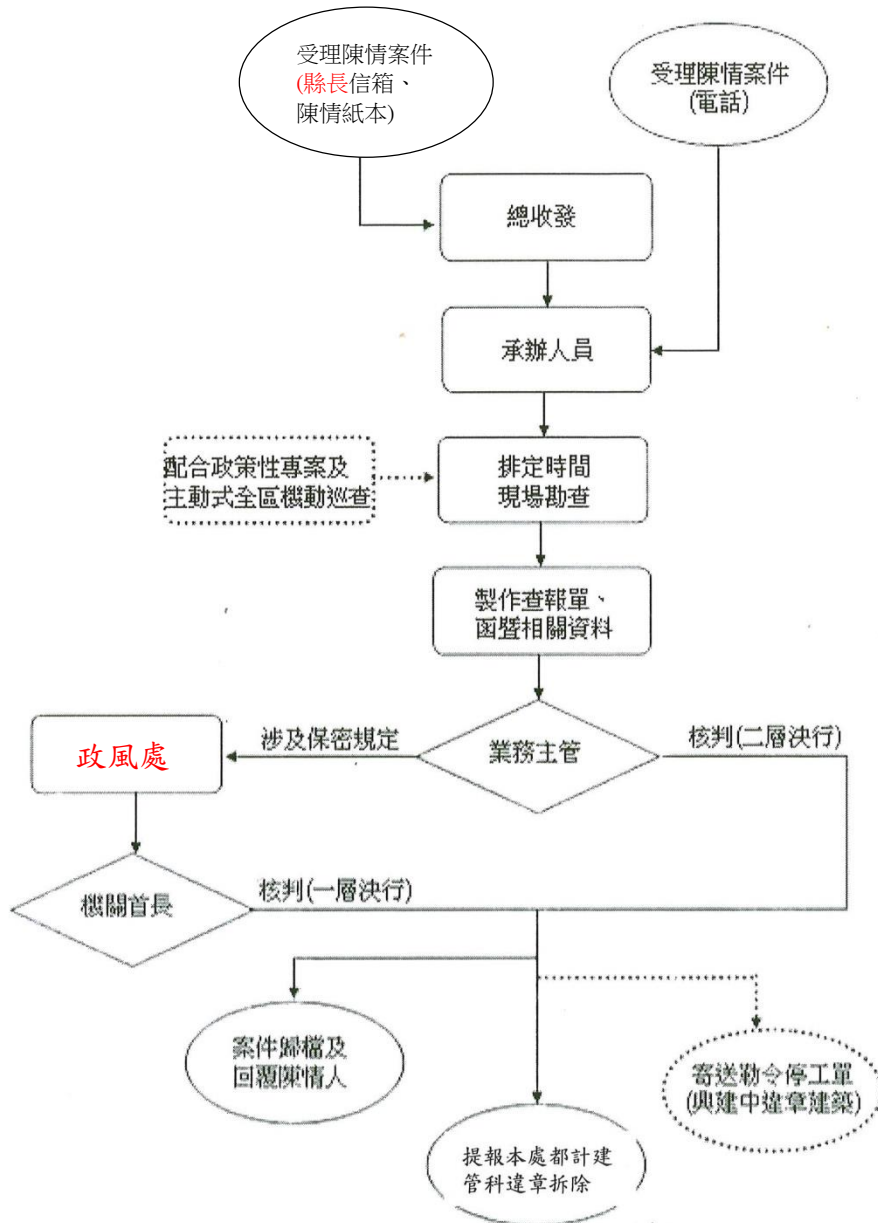 受理陳情案件
(縣長信箱、
陳情紙本)
受理陳情案件
(電話)
總收發
承辦人員
配合政策性專案及
主動式全區機動巡查
排定時間
現場勘查
製作查報單、
函暨相關資料
政風處
涉及保密規定
業務主管
核判(二層決行)
機關首長
核判(一層決行)
案件歸檔及
回覆陳情人
寄送勒令停工單
(興建中違章建築)
提報本處都計建
管科違章拆除